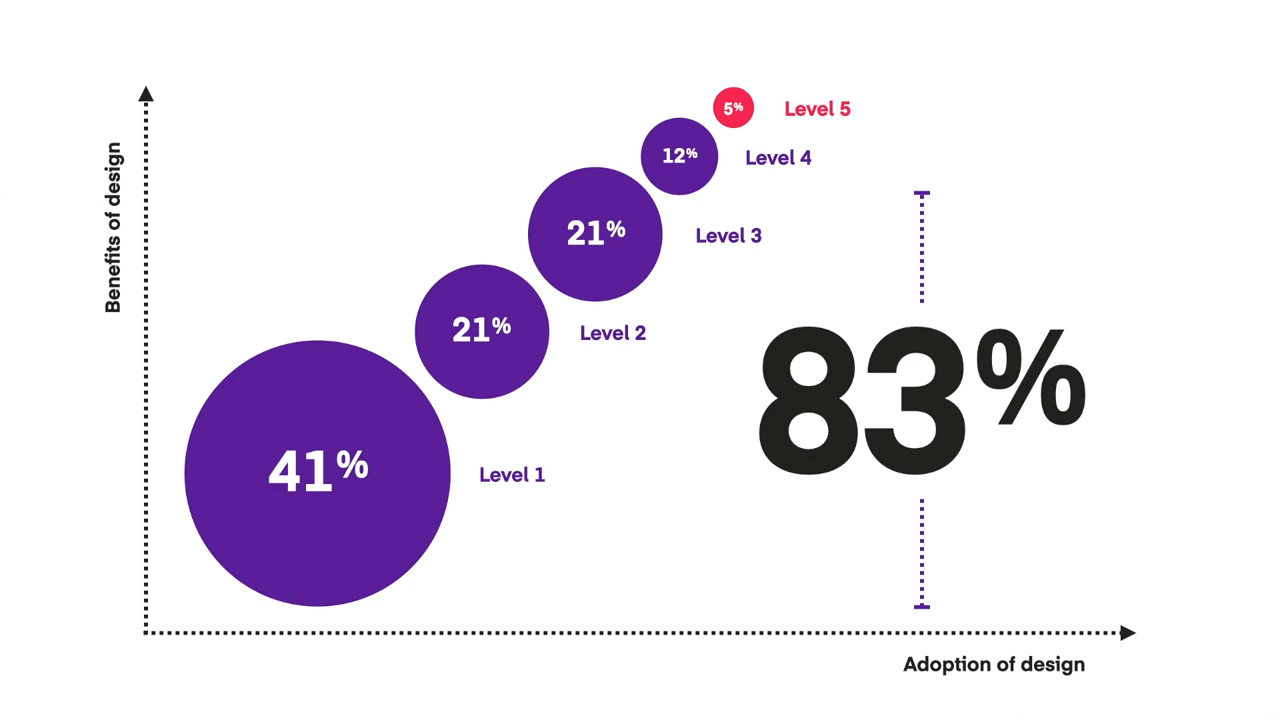 5% Level 5
12% Level 4
Benefits of design
21% Level 3
21% Level 2
83%
41% Level 1
Adoption of design